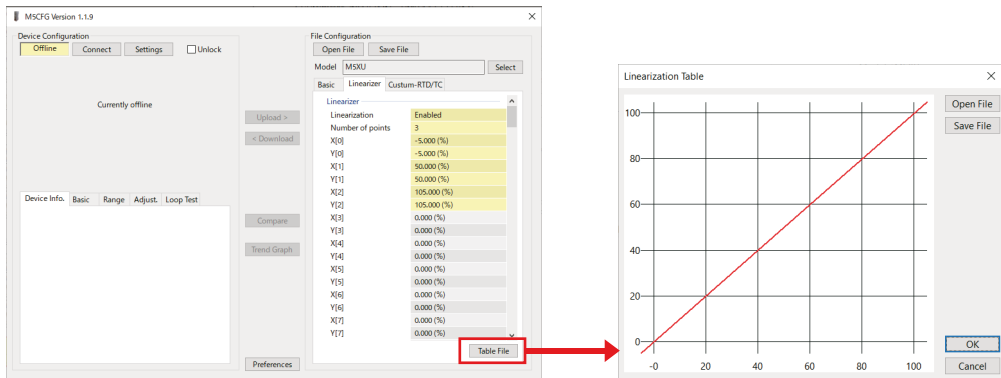 M5CFG Version 1.1.9
Device Configuration
Offline Connect Settings Unlock
Currently offline
Device Info. Basic Range Adjust. Loop Test
Upload >
< Download
Compare
Trend Graph
Preferences
File Configuration
Open File Save File
Model M5XU Select
Basic Linearizer Custum-RTD/TC
Linearizer
Linearization Enabled
Number of points 3
X[0] -5.000 (%)
Y[0] -5.000 (%)
X[1] 50.000 (%)
Y[1] 50.000 (%)
X[2] 105.000 (%)
Y[2] 105.000 (%)
X[3] 0.000 (%)
Y[3] 0.000 (%)
X[4] 0.000 (%)
Y[4] 0.000 (%)
X[5] 0.000 (%)
Y[5] 0.000 (%)
X[6] 0.000 (%)
Y[6] 0.000 (%)
X[7] 0.000 (%)
Y[7] 0.000 (%)
Table File
Linearization Table
100
80
60
40
20
0
-0 20 40 60 80 100
Open File
Save File
OK
Cancel